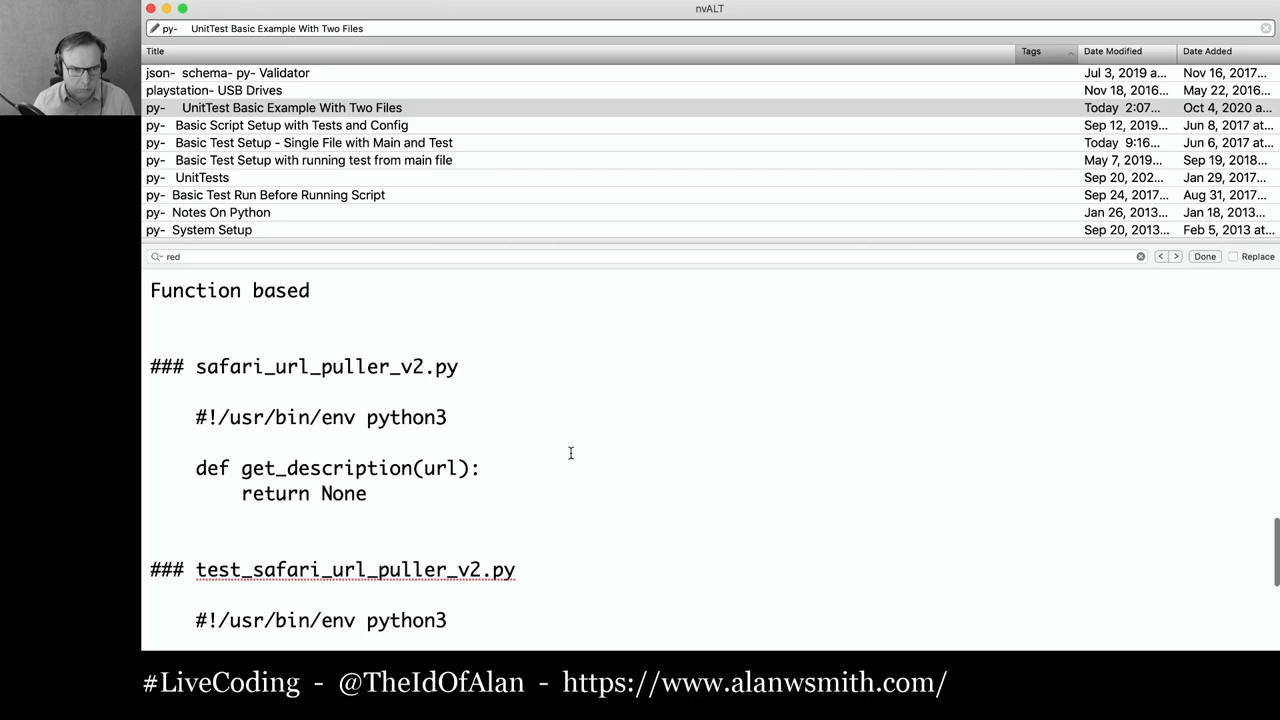 nvALT
py-   UnitTest Basic Example With Two Files
Title Tags Date Modified Date Added
json-  schema- py- Validator Jul 3, 2019 a... Nov 16, 2017...
playstation- USB Drives Nov 18, 2016... May 22, 2016...
py-   UnitTest Basic Example With Two Files Today  2:07... Oct 4, 2020 a...
py-  Basic Script Setup with Tests and Config Sep 12, 2019... Jun 8, 2017 at...
py-  Basic Test Setup - Single File with Main and Test Today  9:16... Jun 6, 2017 at...
py-  Basic Test Setup with running test from main file May 7, 2019... Sep 19, 2018...
py-  UnitTests Sep 20, 202... Jan 29, 2017...
py-  Basic Test Run Before Running Script Sep 24, 2017... Aug 31, 2017...
py-  Notes On Python Jan 26, 2013... Jan 18, 2013...
py-  System Setup Sep 20, 2013... Feb 5, 2013 at...
red < > Done Replace
Function based
### safari_url_puller_v2.py
#!/usr/bin/env python3
def get_description(url):
return None
### test_safari_url_puller_v2.py
#!/usr/bin/env python3
#LiveCoding - @TheIdOfAlan - https://www.alanwsmith.com/